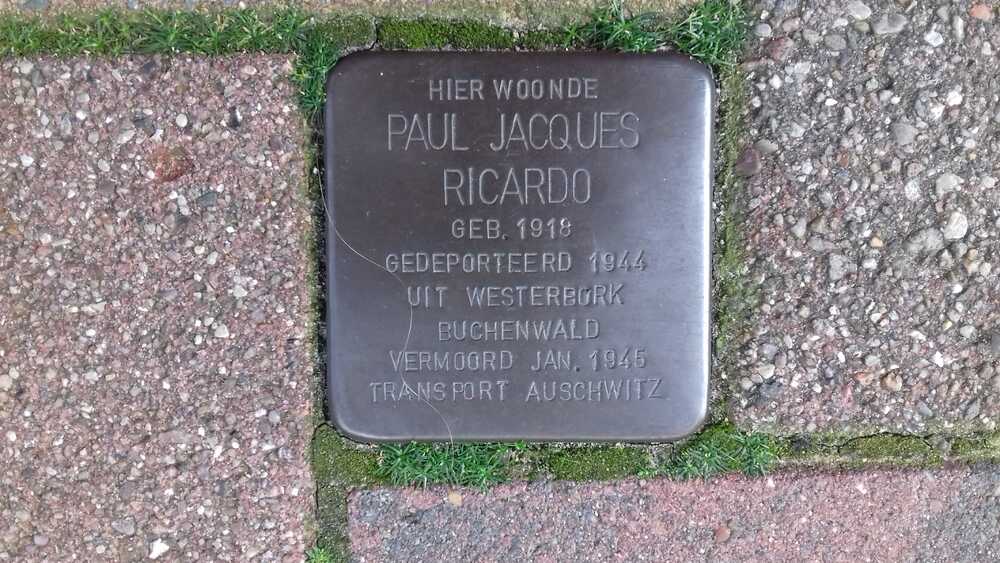 HIER WOONDE
PAUL JACQUES
RICARDO
GEB. 1918
GEDEPORTEERD 1944
UIT WESTERBORK
BUCHENWALD
VERMOORD JAN. 1945
TRANSPORT AUSCHWITZ